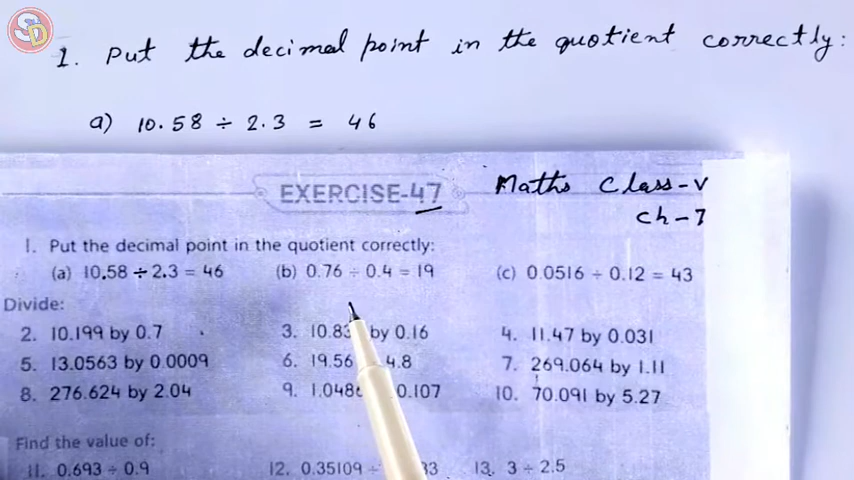 SD
1. Put the decimal point in the quotient correctly:
a) 10.58 ÷ 2.3 = 46
EXERCISE-47 Maths Class-V
Ch-7
1. Put the decimal point in the quotient correctly:
(a) 10.58 ÷ 2.3 = 46 (b) 0.76 ÷ 0.4 = 19 (c) 0.0516 ÷ 0.12 = 43
Divide:
2. 10.199 by 0.7 3. 10.83 by 0.16 4. 11.47 by 0.031
5. 13.0563 by 0.0009 6. 19.56 4.8 7. 269.064 by 1.11
8. 276.624 by 2.04 9. 1.048 0.107 10. 70.091 by 5.27
Find the value of:
11. 0.693 ÷ 0.9 12. 0.35109 ÷ 13. 3 ÷ 2.5